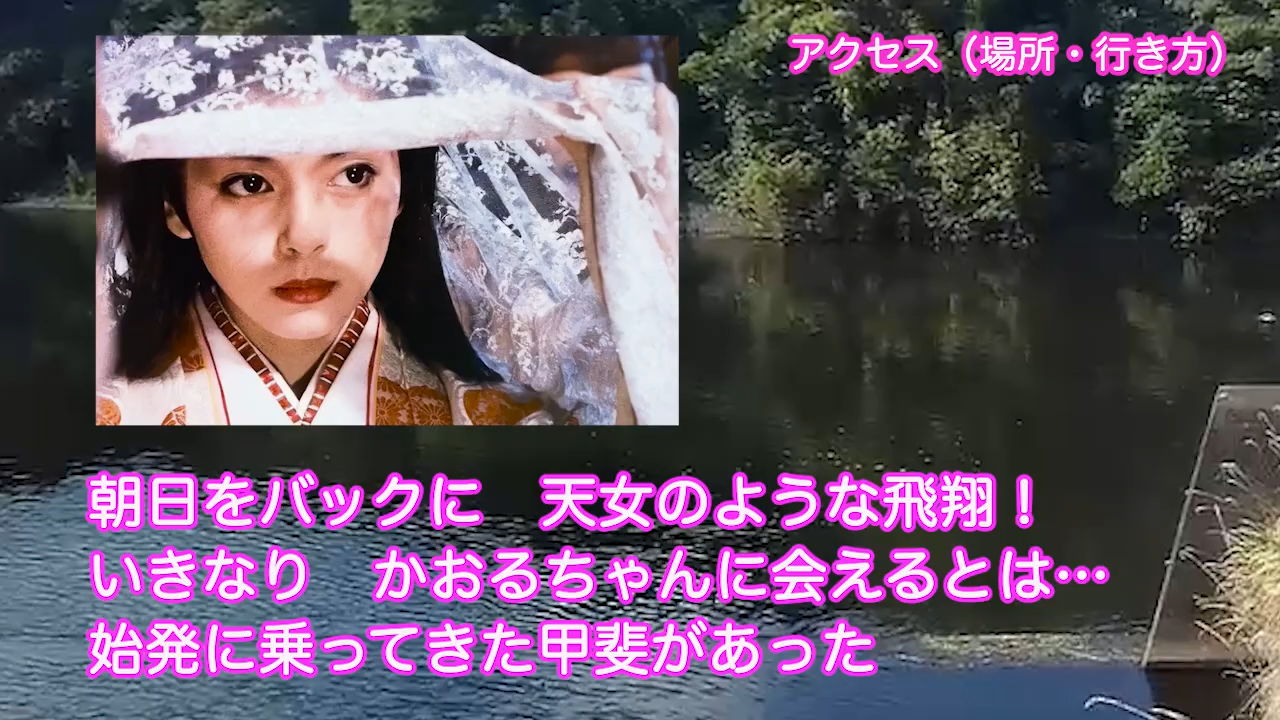 アクセス（場所・行き方）
朝日をバックに　天女のような飛翔！
いきなり　かおるちゃんに会えるとは…
始発に乗ってきた甲斐があった